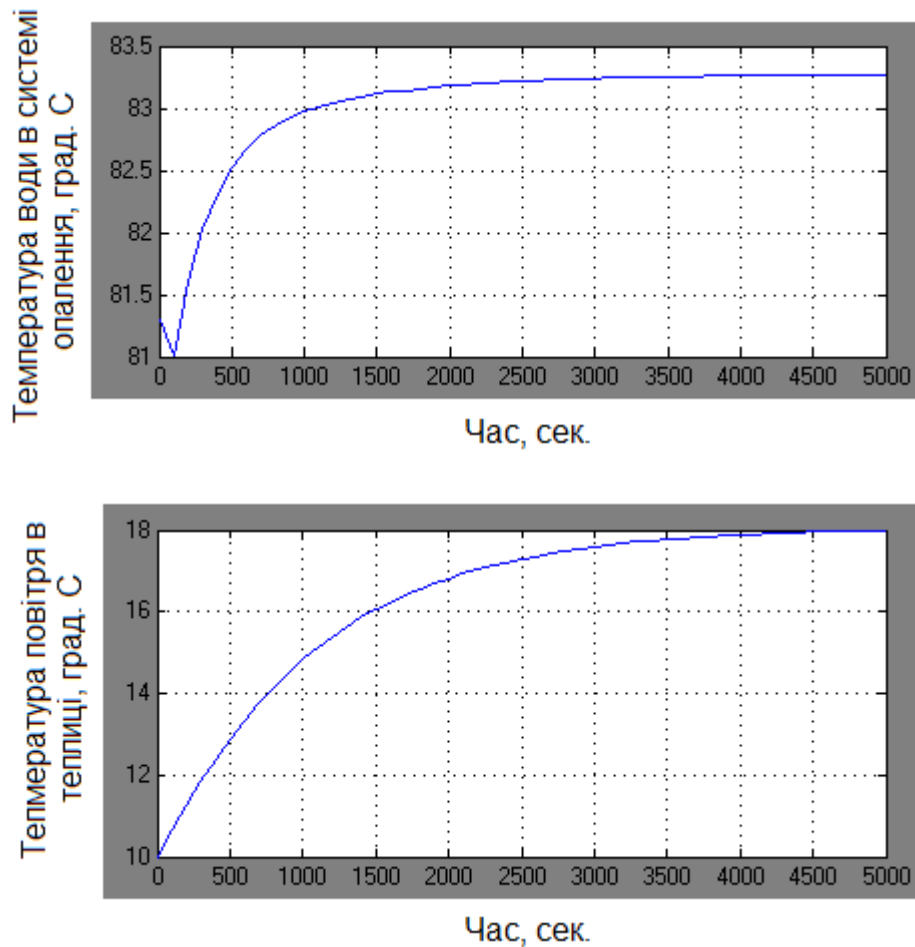 Температура води в системі
опалення, град. С
83.5
83
82.5
82
81.5
81
0 500 1000 1500 2000 2500 3000 3500 4000 4500 5000
Час, сек.
Тепмература повітря в
теплиці, град. С
18
16
14
12
10
0 500 1000 1500 2000 2500 3000 3500 4000 4500 5000
Час, сек.